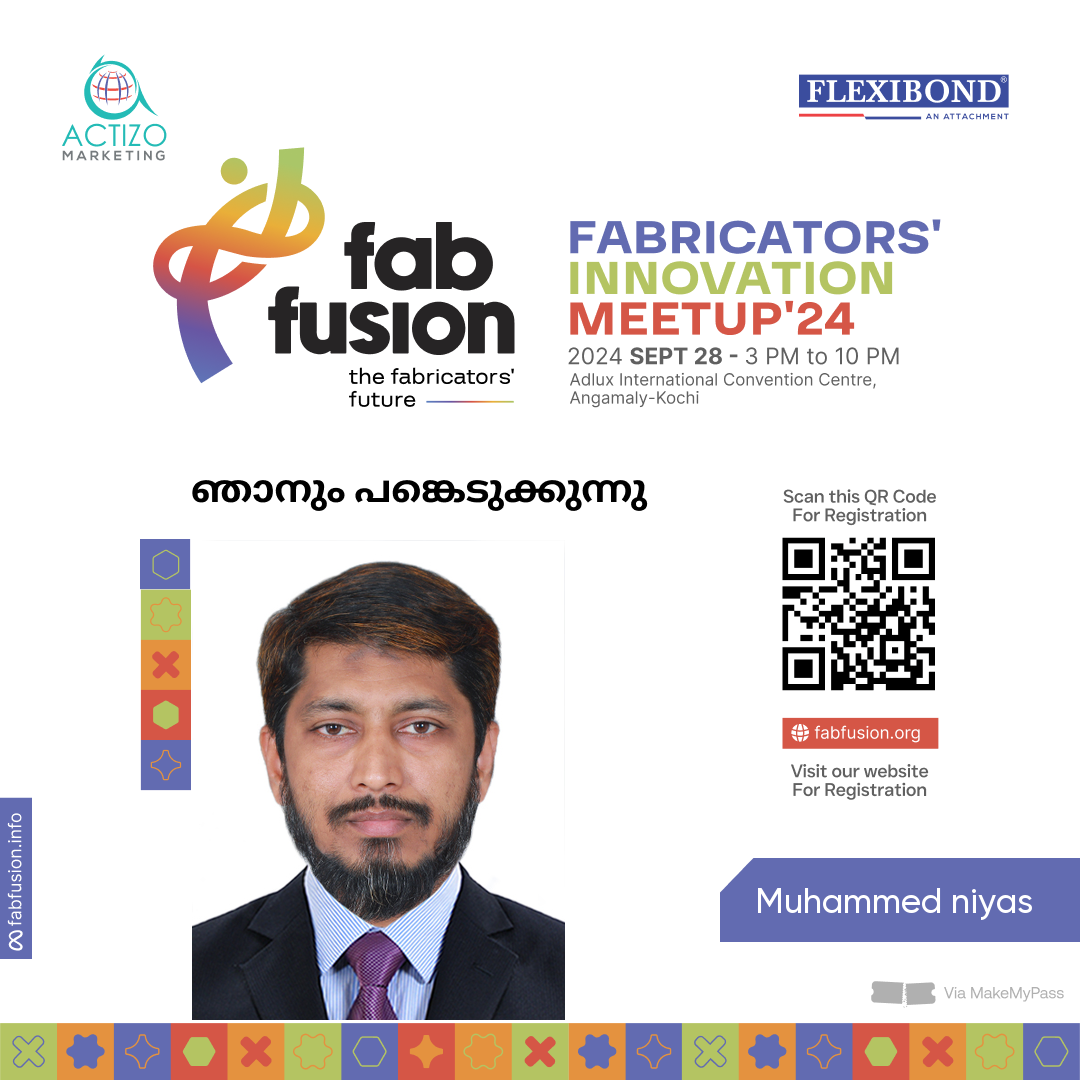 ACTIZO
MARKETING
FLEXIBOND®
AN ATTACHMENT
fab
fusion
the fabricators'
future
FABRICATORS'
INNOVATION
MEETUP'24
2024 SEPT 28 - 3 PM to 10 PM
Adlux International Convention Centre,
Angamaly-Kochi
ഞാനും പങ്കെടുക്കുന്നു
Scan this QR Code
For Registration
fabfusion.org
Visit our website
For Registration
fabfusion.info
Muhammed niyas
Via MakeMyPass